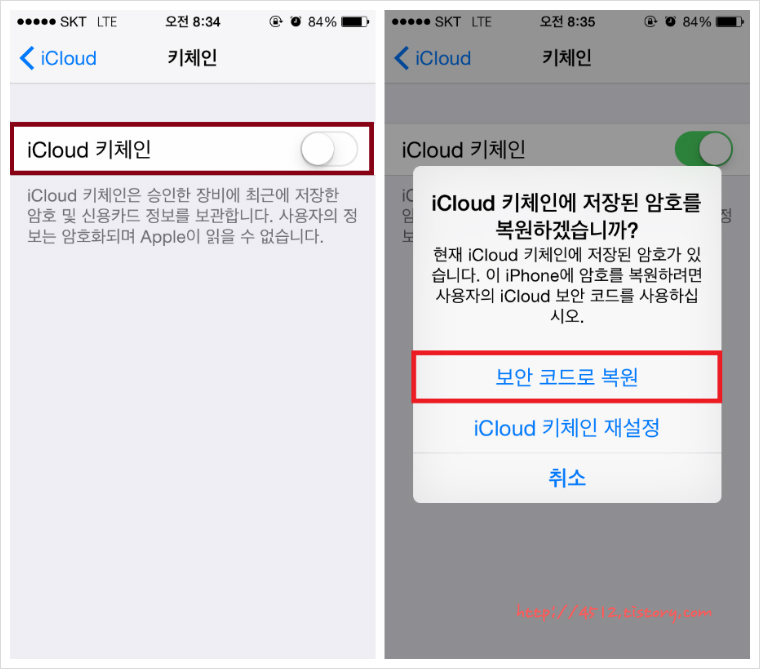 SKT LTE 오전 8:34 84%
iCloud 키체인
iCloud 키체인
iCloud 키체인은 승인한 장비에 최근에 저장한
암호 및 신용카드 정보를 보관합니다. 사용자의 정
보는 암호화되며 Apple이 읽을 수 없습니다.
SKT LTE 오전 8:35 84%
iCloud 키체인
iCloud 키체인
iCloud 키체인에 저장된 암호를
복원하겠습니까?
현재 iCloud 키체인에 저장된 암호가 있
습니다. 이 iPhone에 암호를 복원하려면
사용자의 iCloud 보안 코드를 사용하십
시오.
보안 코드로 복원
iCloud 키체인 재설정
취소
http://4512.tistory.com